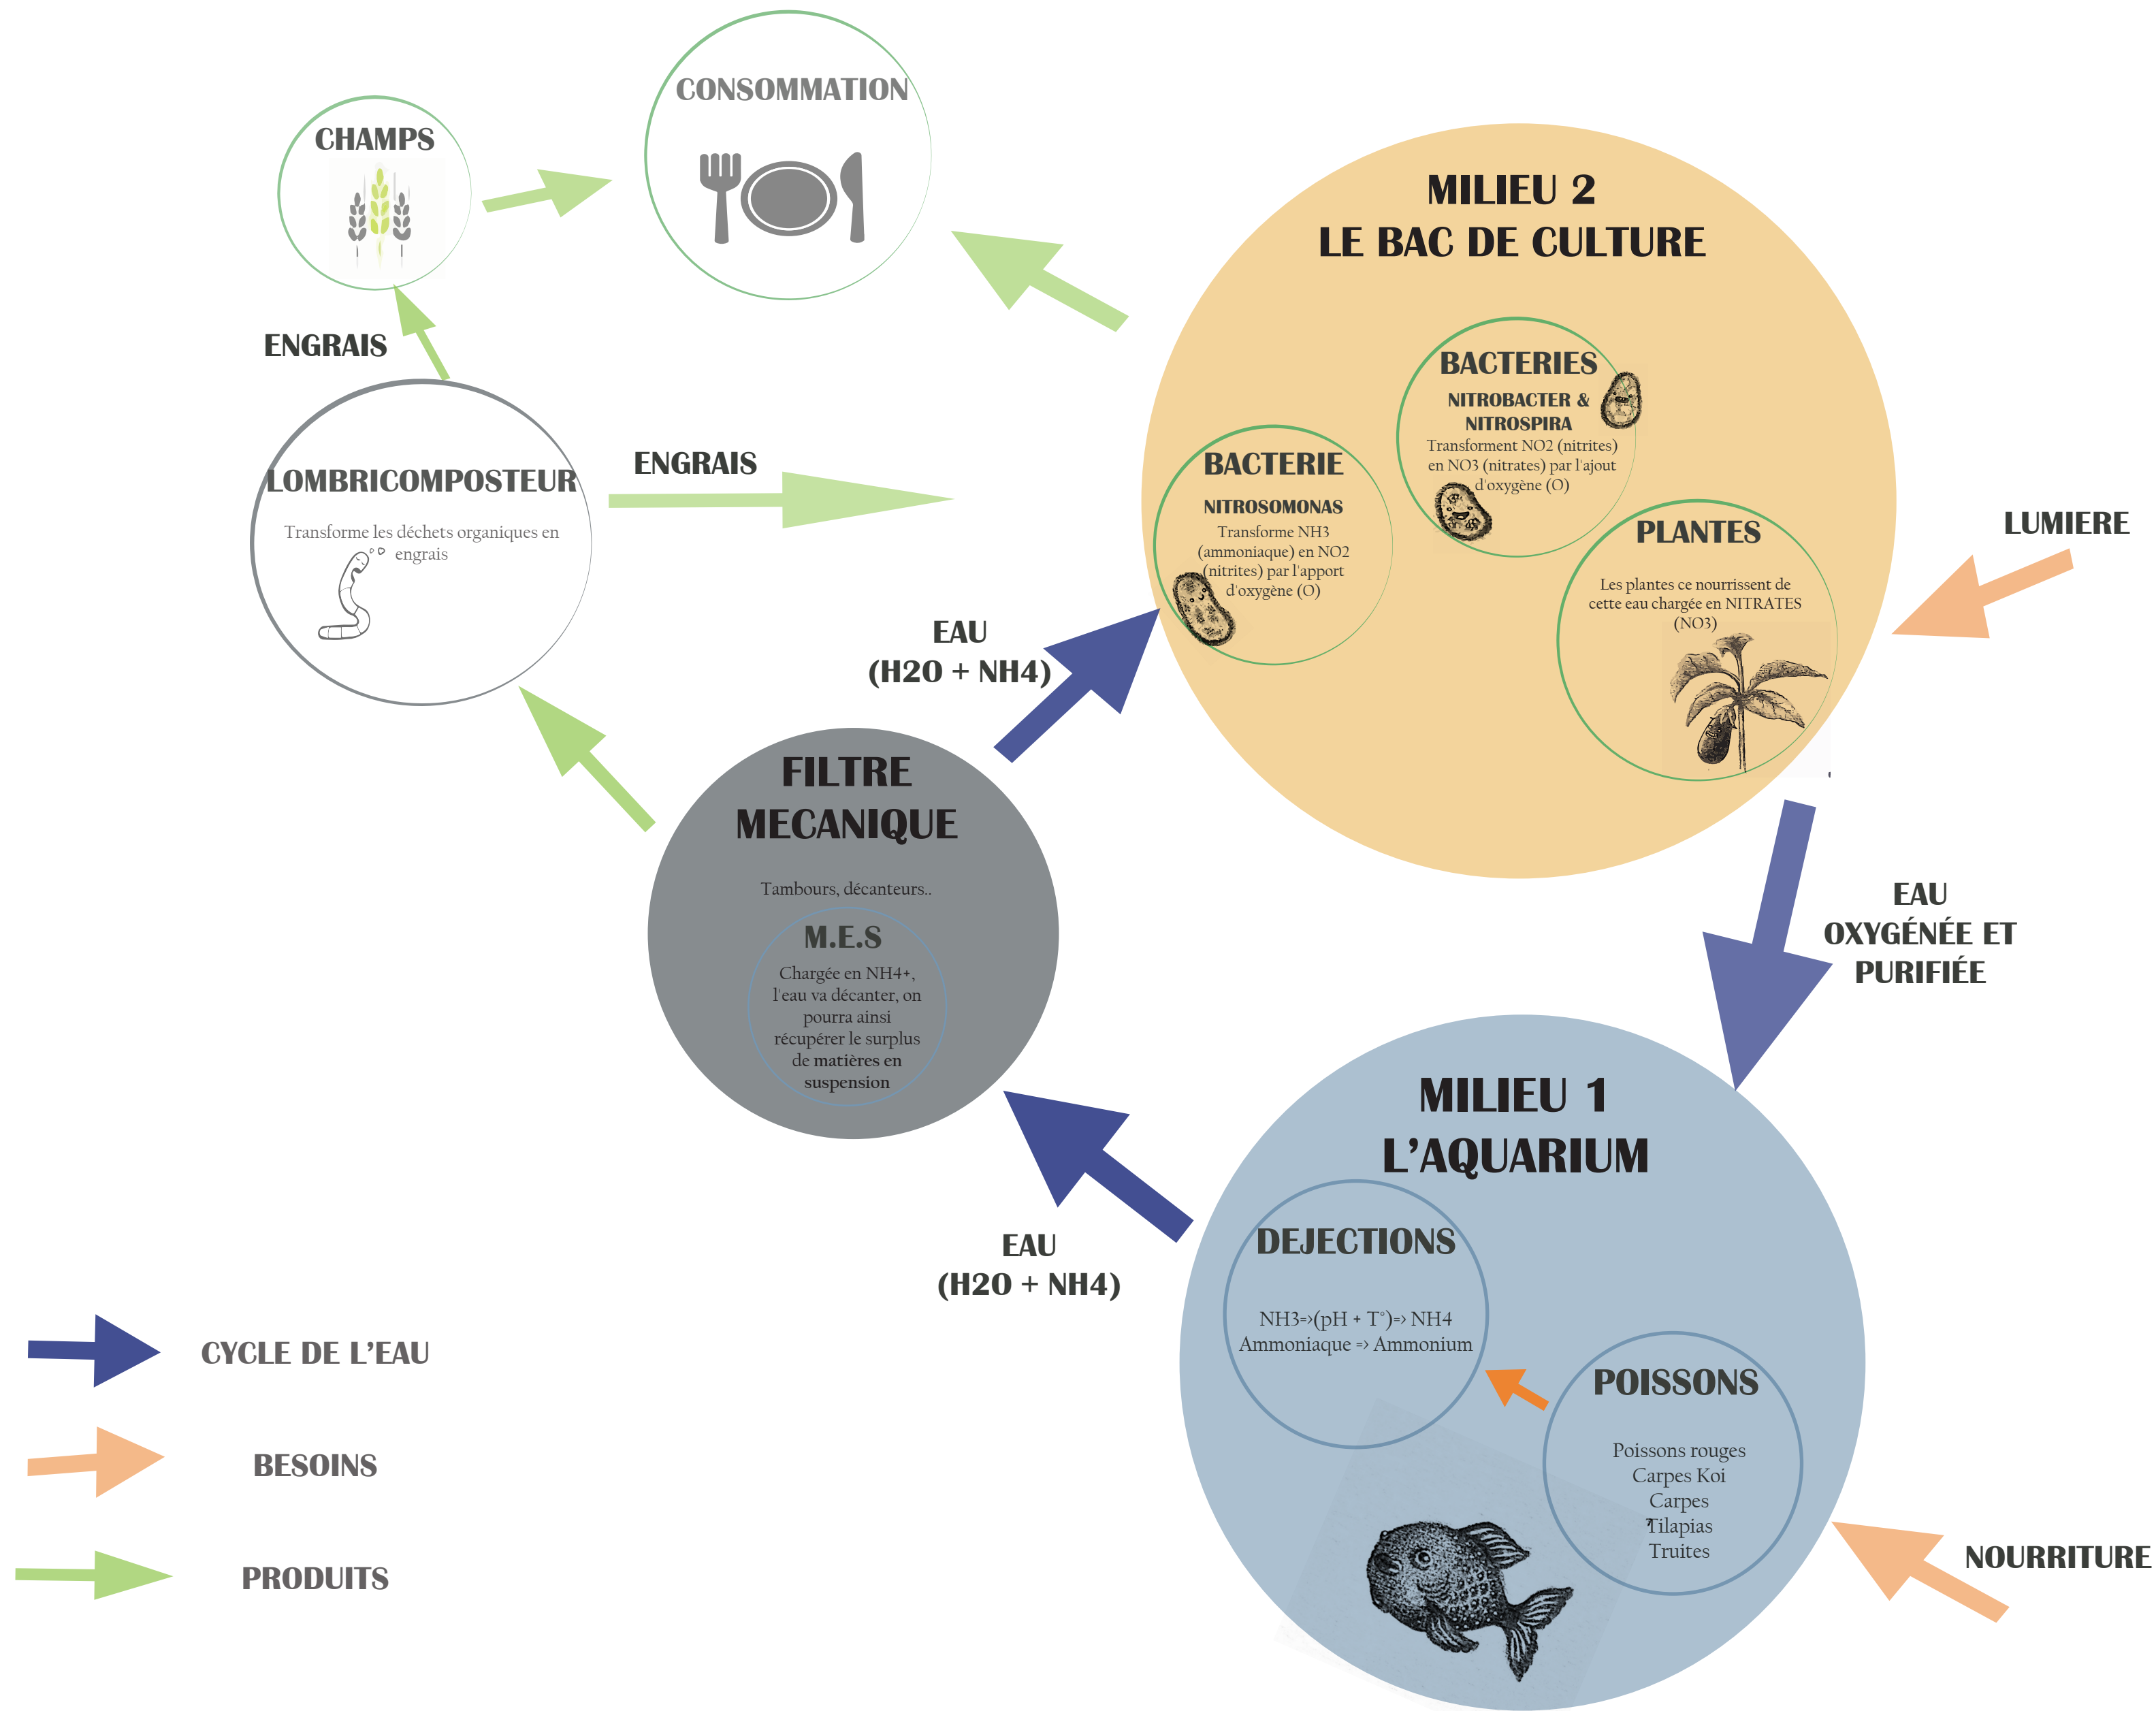 CONSOMMATION
CHAMPS
ENGRAIS
LOMBRICOMPOSTEUR
Transforme les déchets organiques en
engrais
ENGRAIS
MILIEU 2
LE BAC DE CULTURE
BACTERIES
NITROBACTER &
NITROSPIRA
Transforment NO2 (nitrites)
en NO3 (nitrates) par l'ajout
d'oxygène (O)
BACTERIE
NITROSOMONAS
Transforme NH3
(ammoniaque) en NO2
(nitrites) par l'apport
d'oxygène (O)
PLANTES
Les plantes ce nourrissent de
cette eau chargée en NITRATES
(NO3)
LUMIERE
EAU
(H2O + NH4)
FILTRE
MECANIQUE
Tambours, décanteurs..
M.E.S
Chargée en NH4+,
l'eau va décanter, on
pourra ainsi
récupérer le surplus
de matières en
suspension
EAU
OXYGÉNÉE ET
PURIFIÉE
MILIEU 1
L'AQUARIUM
DEJECTIONS
NH3=>(pH + T°)=> NH4
Ammoniaque => Ammonium
POISSONS
Poissons rouges
Carpes Koi
Carpes
Tilapias
Truites
EAU
(H2O + NH4)
NOURRITURE
CYCLE DE L'EAU
BESOINS
PRODUITS